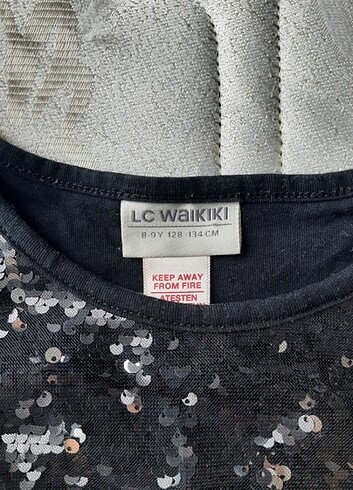 LC WAIKIKI
8-9Y 128-134 CM
KEEP AWAY
FROM FIRE
ATEŞTEN